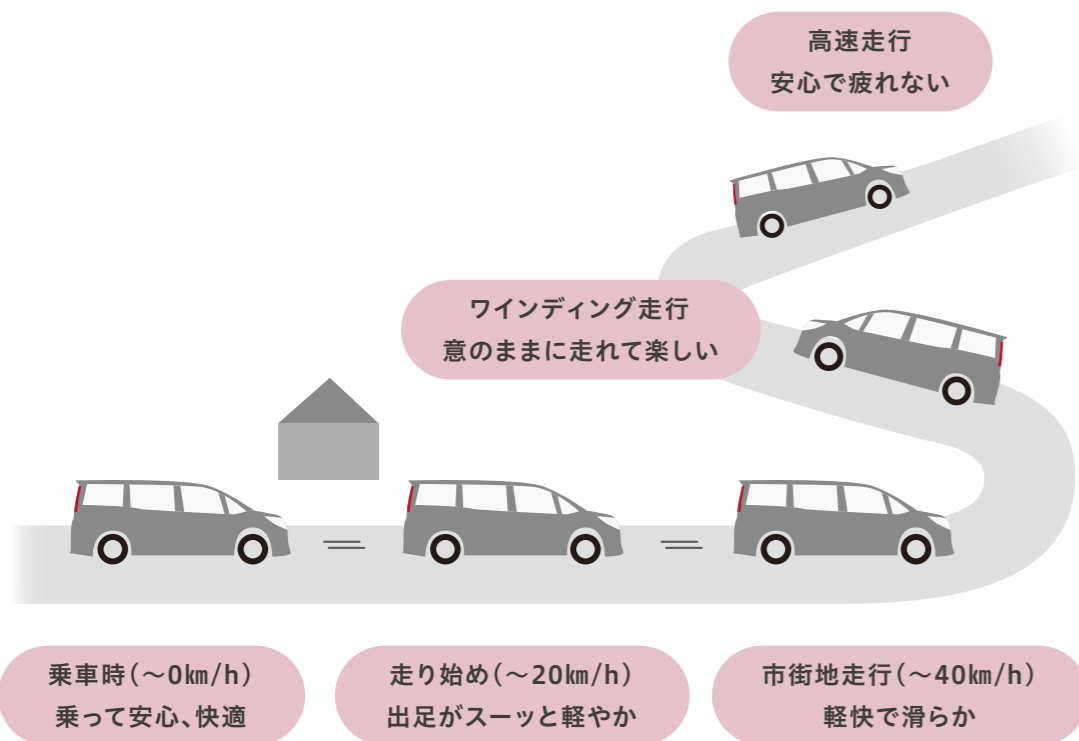 高速走行
安心で疲れない
ワインディング走行
意のままに走れて楽しい
乗車時(～0㎞/h)
乗って安心、快適
走り始め(～20㎞/h)
出足がスーッと軽やか
市街地走行(～40㎞/h)
軽快で滑らか